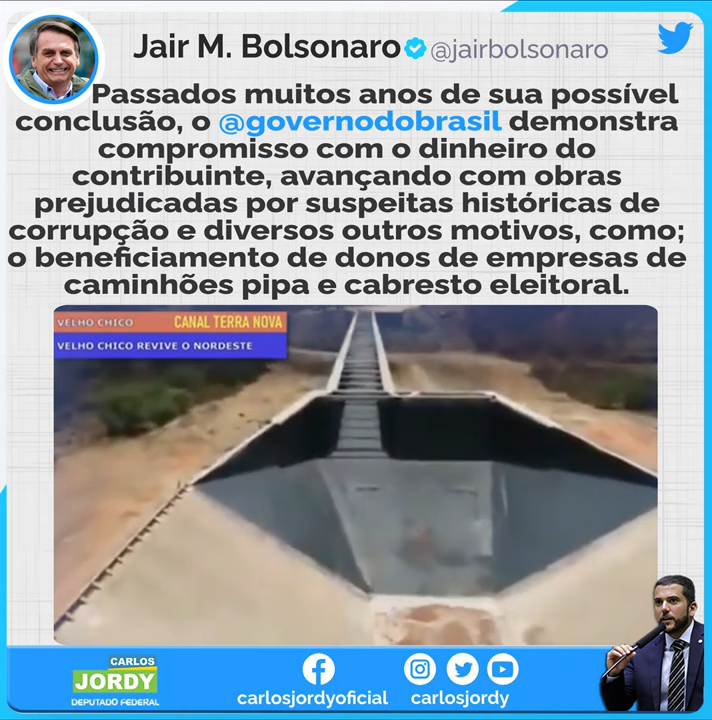 Jair M. Bolsonaro @jairbolsonaro
Passados muitos anos de sua possível
conclusão, o @governodobrasil demonstra
compromisso com o dinheiro do
contribuinte, avançando com obras
prejudicadas por suspeitas históricas de
corrupção e diversos outros motivos, como;
o beneficiamento de donos de empresas de
caminhões pipa e cabresto eleitoral.
VELHO CHICO CANAL TERRA NOVA
VELHO CHICO REVIVE O NORDESTE
CARLOS
JORDY
DEPUTADO FEDERAL
carlosjordyoficial
carlosjordy